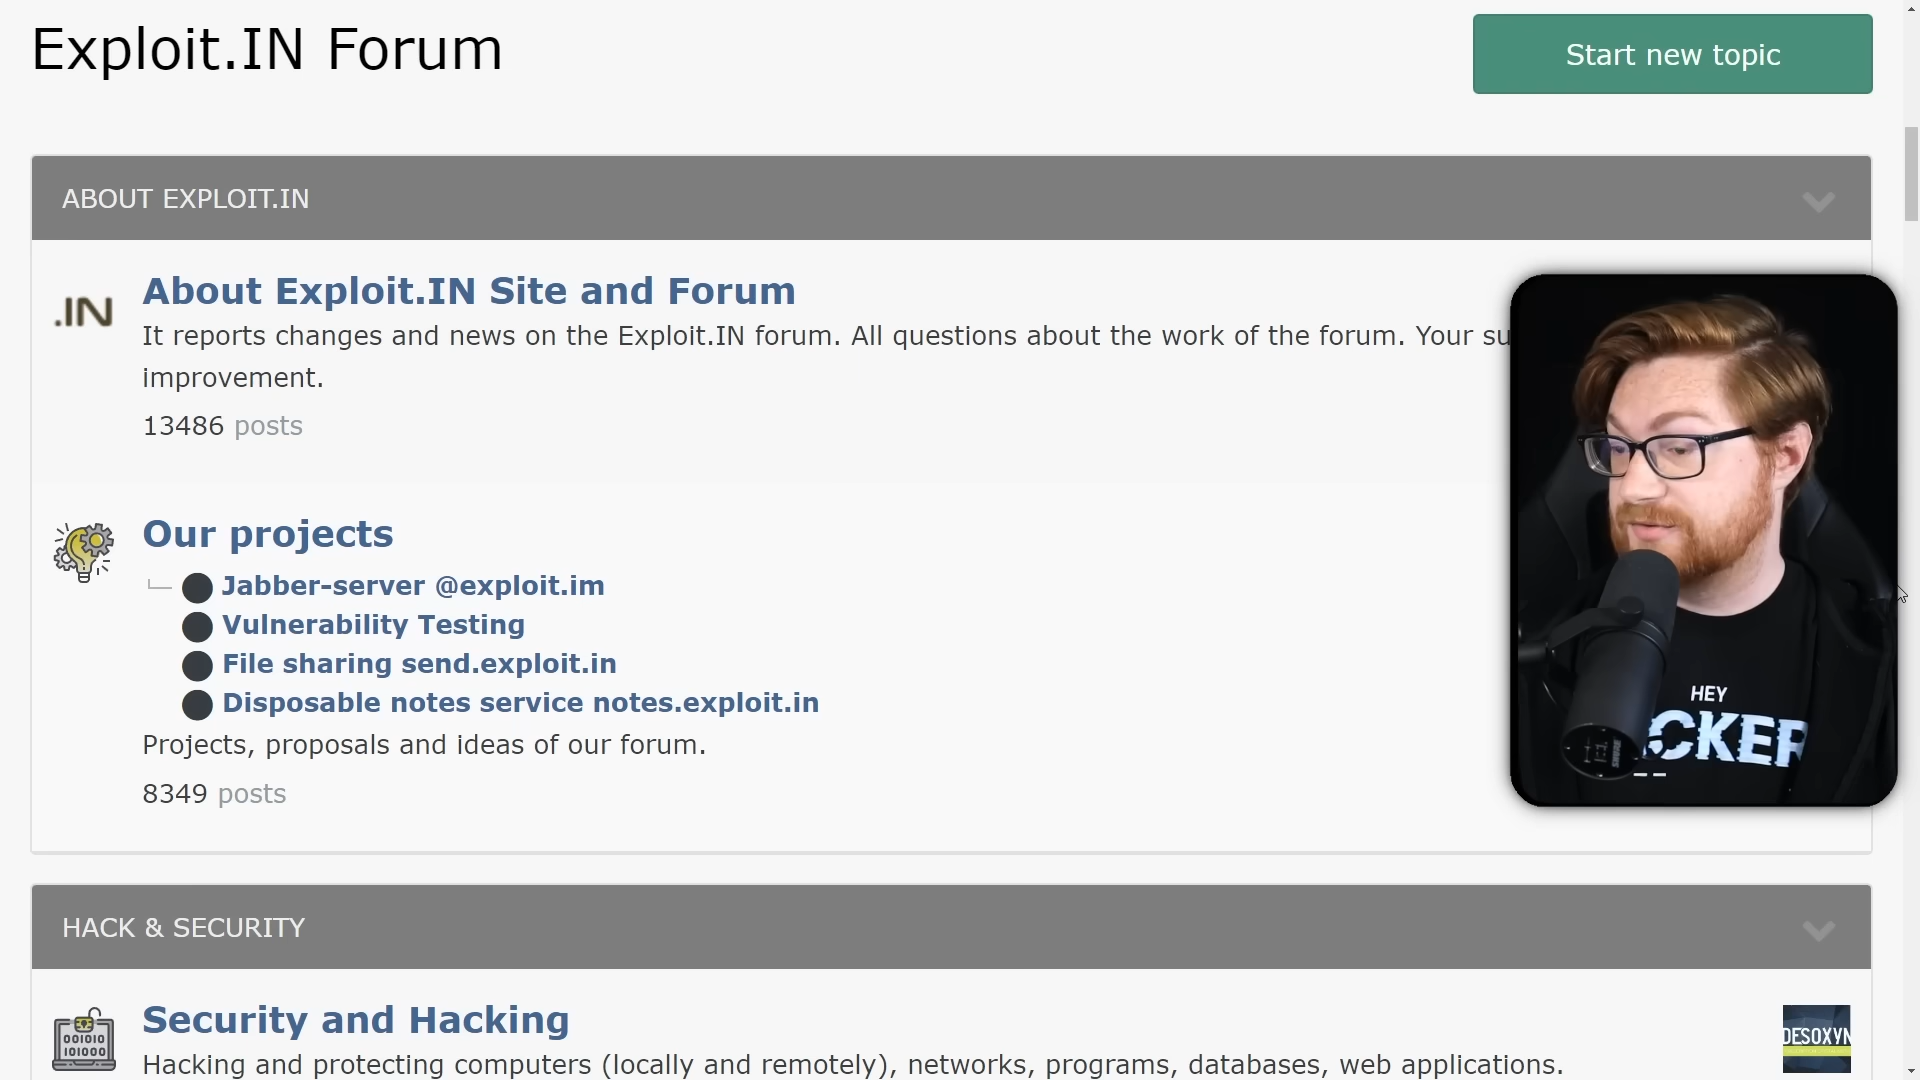 Exploit.IN Forum
Start new topic
ABOUT EXPLOIT.IN
.IN
About Exploit.IN Site and Forum
It reports changes and news on the Exploit.IN forum. All questions about the work of the forum. Your su
improvement.
13486 posts
Our projects
Jabber-server @exploit.im
Vulnerability Testing
File sharing send.exploit.in
Disposable notes service notes.exploit.in
Projects, proposals and ideas of our forum.
8349 posts
HEY
CKER
HACK & SECURITY
Security and Hacking
001010
101000
DESOXYN
Hacking and protecting computers (locally and remotely), networks, programs, databases, web applications.